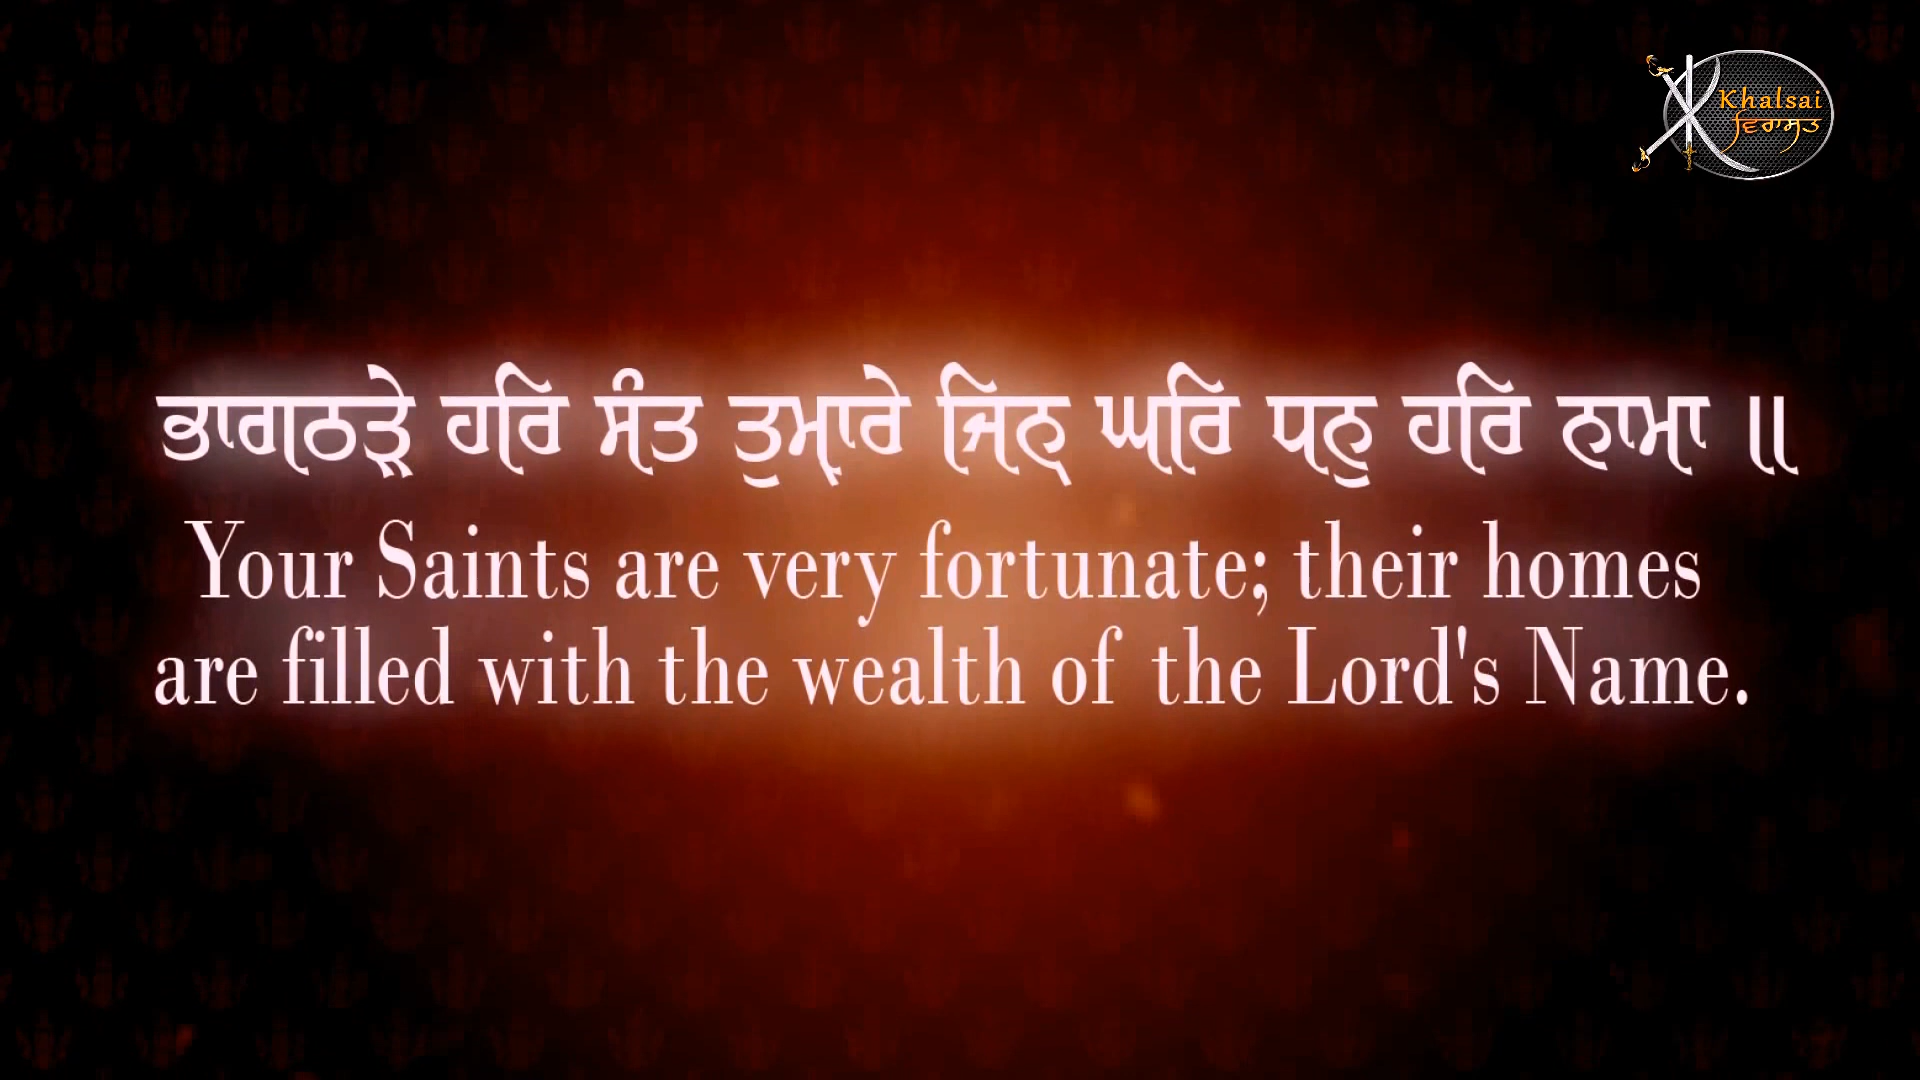 Khalsai
ਵਿਰਾਸਤ
ਭਾਗਠੜੇ ਹਰਿ ਸੰਤ ਤੁਮ੍ਹਾਰੇ ਜਿਨ੍ਹ ਘਰਿ ਧਨੁ ਹਰਿ ਨਾਮਾ ॥
Your Saints are very fortunate; their homes
are filled with the wealth of the Lord's Name.